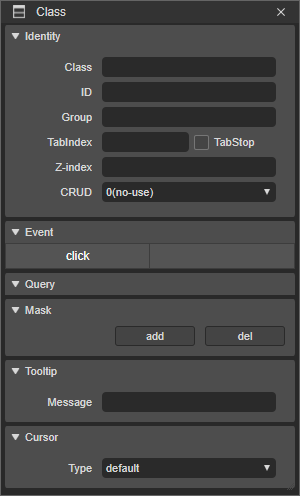 Class
Identity
Class
ID
Group
TabIndex TabStop
Z-index
CRUD 0(no-use)
Event
click
Query
Mask
add del
Tooltip
Message
Cursor
Type default